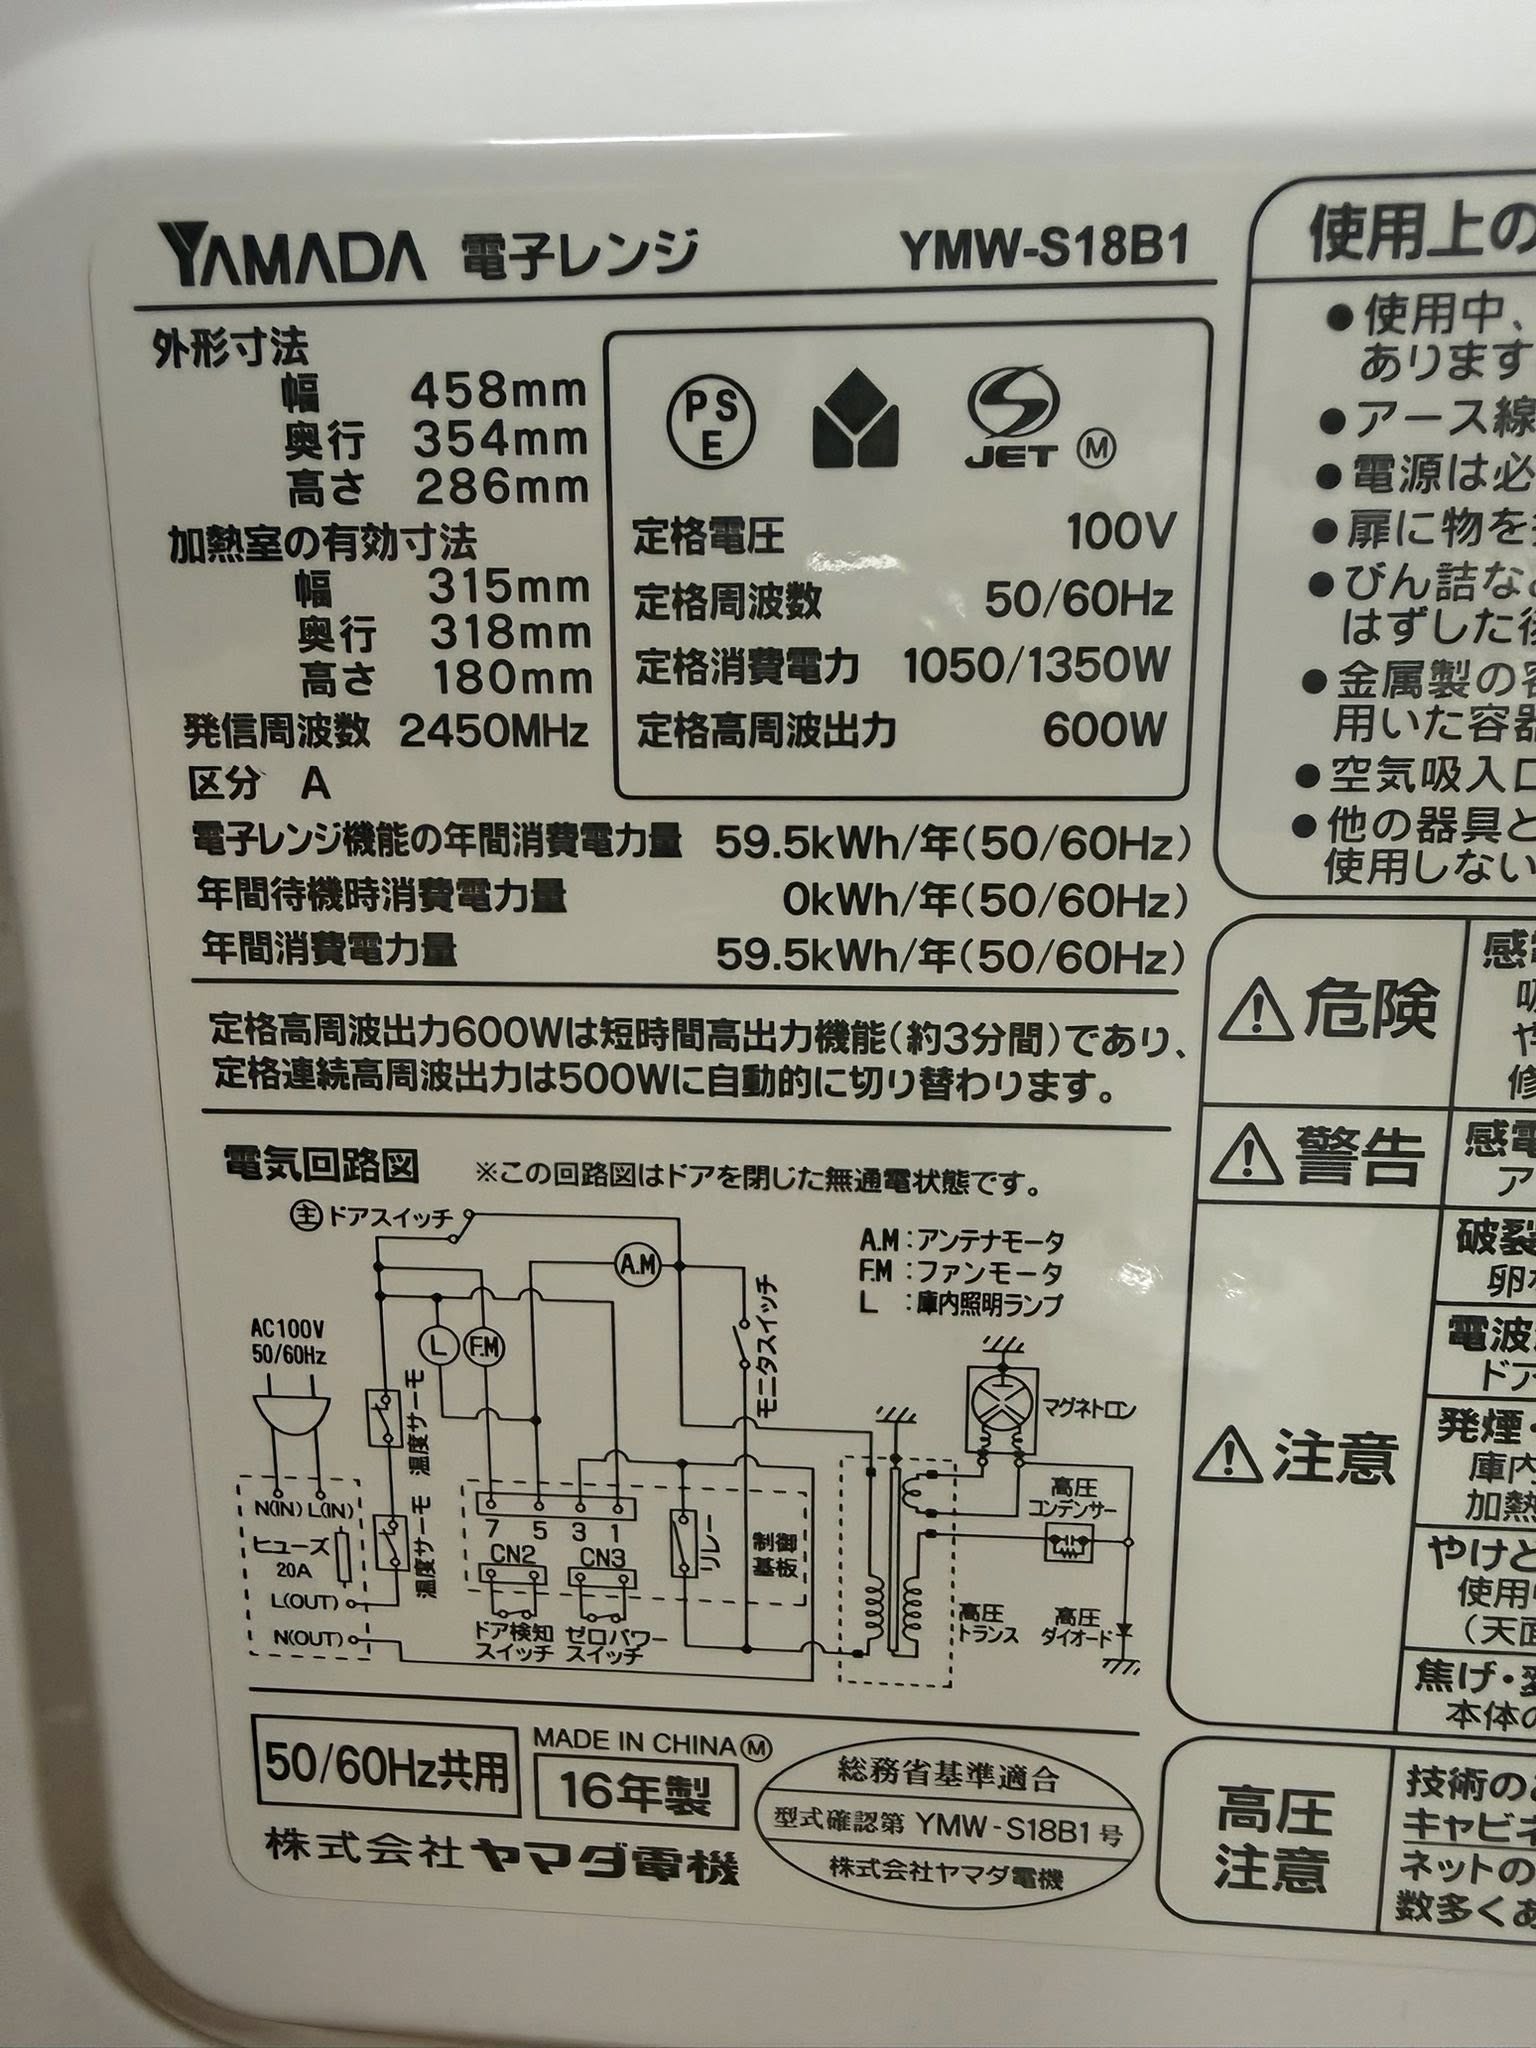 YAMADA 電子レンジ YMW-S18B1
外形寸法
幅 458mm
奥行 354mm
高さ 286mm
加熱室の有効寸法
幅 315mm
奥行 318mm
高さ 180mm
発信周波数 2450MHz
区分 A
PS
E
JET M
定格電圧 100V
定格周波数 50/60Hz
定格消費電力 1050/1350W
定格高周波出力 600W
電子レンジ機能の年間消費電力量 59.5kWh/年(50/60Hz)
年間待機時消費電力量 0kWh/年(50/60Hz)
年間消費電力量 59.5kWh/年(50/60Hz)
定格高周波出力600Wは短時間高出力機能(約3分間)であり、
定格連続高周波出力は500Wに自動的に切り替わります。
電気回路図 ※この回路図はドアを閉じた無通電状態です。
主 ドアスイッチ
A.M
A.M:アンテナモータ
F.M:ファンモータ
L :庫内照明ランプ
モニタスイッチ
AC100V
50/60Hz
L F.M
温度サーモ
マグネトロン
N(IN) L(IN)
ヒューズ
20A
L(OUT)
N(OUT)
温度サーモ
7 5 3 1
CN2 CN3
リレー
制御
基板
ドア検知
スイッチ
ゼロパワー
スイッチ
高圧
コンデンサー
高圧
トランス
高圧
ダイオード
50/60Hz共用
MADE IN CHINA M
16年製
株式会社ヤマダ電機
総務省基準適合
型式確認第 YMW-S18B1号
株式会社ヤマダ電機
使用上の
●使用中、
あります
●アース線
●電源は必
●扉に物を
●びん詰な
はずした
●金属製の
用いた容器
●空気吸入口
●他の器具と
使用しない
危険
感電
警告
感電
ア
注意
破裂
卵
電波
ドア
発煙・
庫内
加熱
やけど
使用
(天面
焦げ・
本体の
高圧
注意
技術の
キャビネ
ネットの
数多くあ